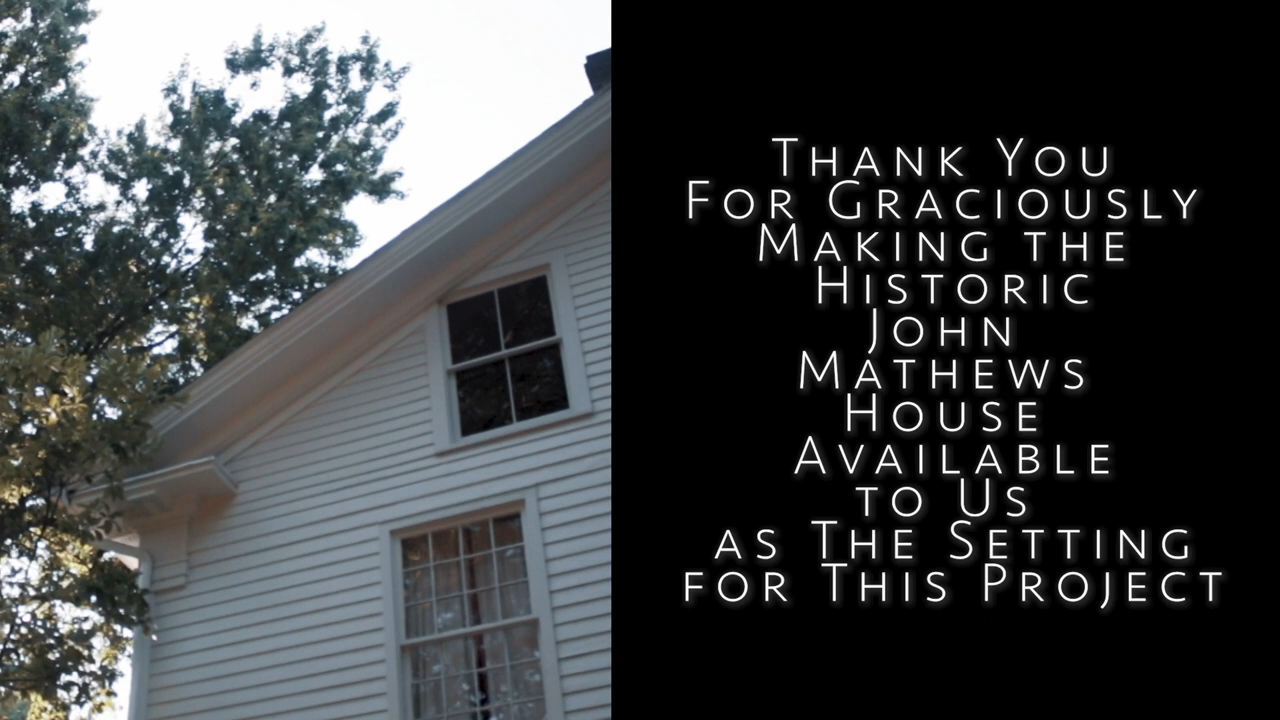 Thank You
For Graciously
Making the
Historic
John
Mathews
House
Available
to Us
as The Setting
for This Project